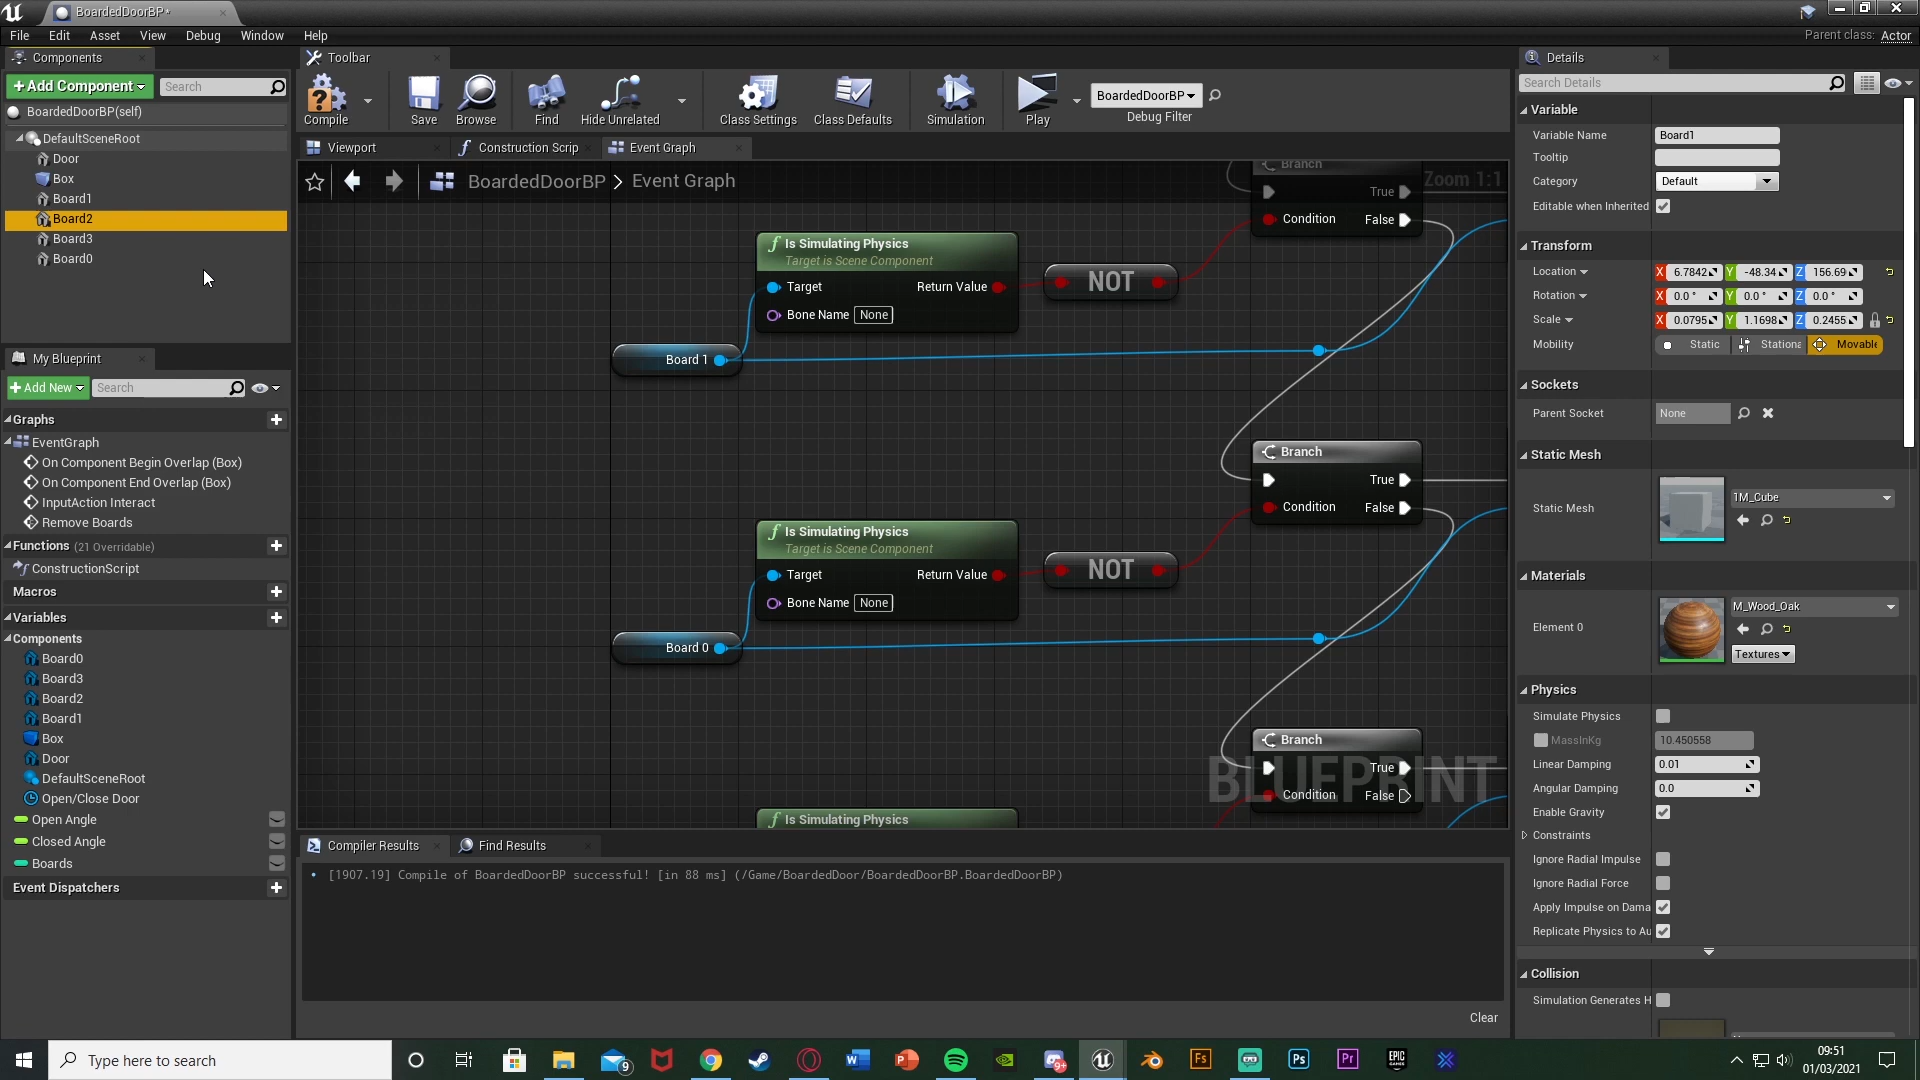 BoardedDoorBP*
File Edit Asset View Debug Window Help
Parent class: Actor
Components
+Add Component
Search
BoardedDoorBP(self)
DefaultSceneRoot
Door
Box
Board1
Board2
Board3
Board0
My Blueprint
+Add New
Search
Graphs
EventGraph
On Component Begin Overlap (Box)
On Component End Overlap (Box)
InputAction Interact
Remove Boards
Functions (21 Overridable)
ConstructionScript
Macros
Variables
Components
Board0
Board3
Board2
Board1
Box
Door
DefaultSceneRoot
Open/Close Door
Open Angle
Closed Angle
Boards
Event Dispatchers
Toolbar
Compile
Save
Browse
Find
Hide Unrelated
Class Settings
Class Defaults
Simulation
Play
BoardedDoorBP
Debug Filter
Viewport
Construction Scrip
Event Graph
BoardedDoorBP > Event Graph
Zoom 1:1
Branch
True
Condition False
Is Simulating Physics
Target is Scene Component
Target Return Value
Bone Name None
NOT
Board 1
Branch
True
Condition False
Is Simulating Physics
Target is Scene Component
Target Return Value
Bone Name None
NOT
Board 0
Branch
True
Condition False
BLUEPRINT
Is Simulating Physics
Compiler Results
Find Results
[1907.19] Compile of BoardedDoorBP successful! [in 88 ms] (/Game/BoardedDoor/BoardedDoorBP.BoardedDoorBP)
Clear
Details
Search Details
Variable
Variable Name Board1
Tooltip
Category Default
Editable when Inherited
Transform
Location X 6.7842 Y -48.34 Z 156.69
Rotation X 0.0 ° Y 0.0 ° Z 0.0 °
Scale X 0.0795 Y 1.1698 Z 0.2455
Mobility Static Stationa Movable
Sockets
Parent Socket None
Static Mesh
Static Mesh 1M_Cube
Materials
Element 0 M_Wood_Oak
Textures
Physics
Simulate Physics
MassInKg 10.450558
Linear Damping 0.01
Angular Damping 0.0
Enable Gravity
Constraints
Ignore Radial Impulse
Ignore Radial Force
Apply Impulse on Dama
Replicate Physics to Au
Collision
Simulation Generates H
Type here to search
09:51
01/03/2021